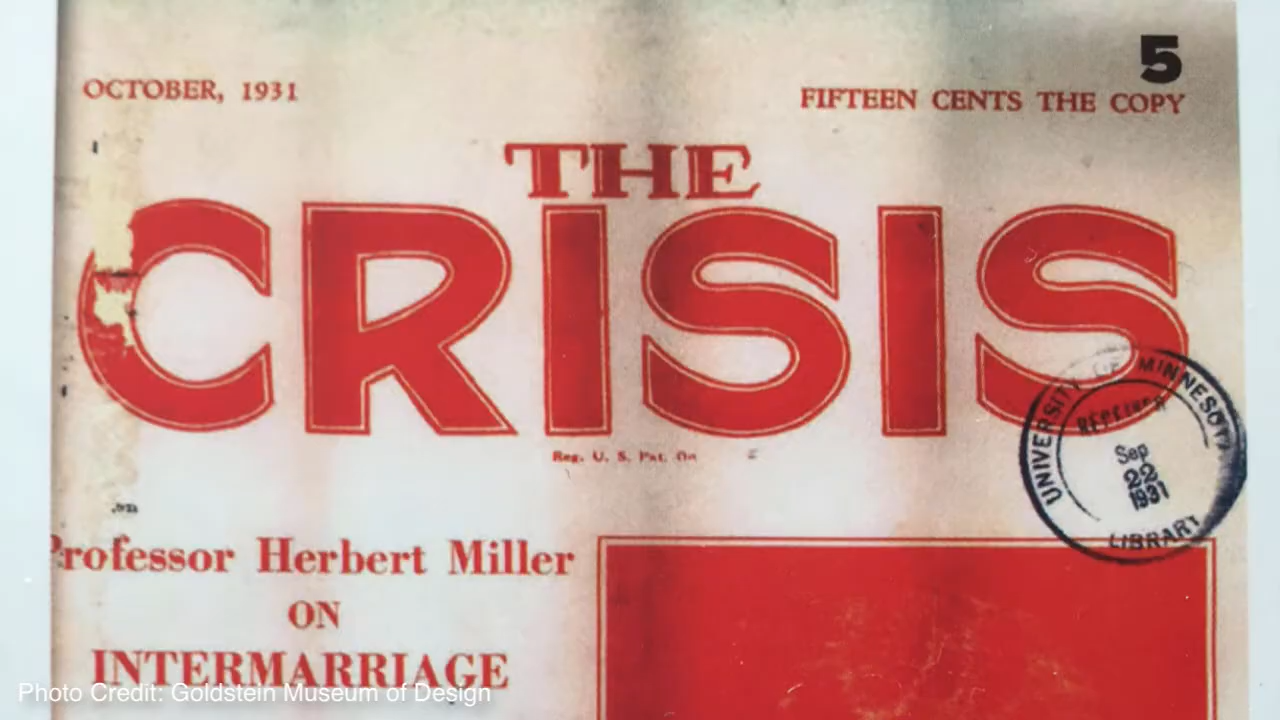 5
OCTOBER, 1931
FIFTEEN CENTS THE COPY
THE
CRISIS
Reg. U. S. Pat.
UNIVERSITY OF MINNESOTA
RECEIVED
Sep
22
1931
LIBRARY
Professor Herbert Miller
ON
INTERMARRIAGE
Photo Credit: Goldstein Museum of Design